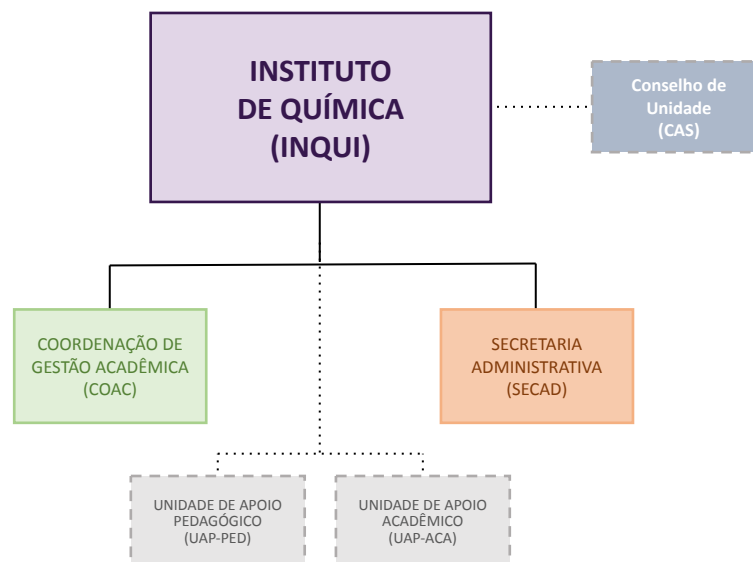 INSTITUTO
DE QUÍMICA
(INQUI)
Conselho de
Unidade
(CAS)
COORDENAÇÃO DE
GESTÃO ACADÊMICA
(COAC)
SECRETARIA
ADMINISTRATIVA
(SECAD)
UNIDADE DE APOIO
PEDAGÓGICO
(UAP-PED)
UNIDADE DE APOIO
ACADÊMICO
(UAP-ACA)